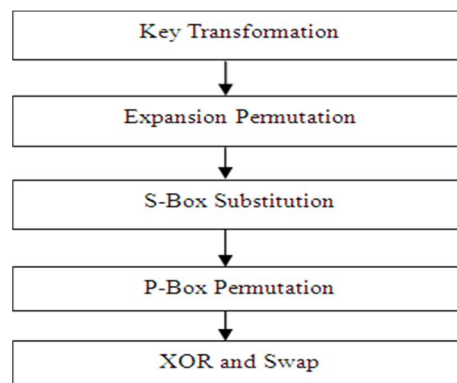 Key Transformation
Expansion Permutation
S-Box Substitution
P-Box Permutation
XOR and Swap